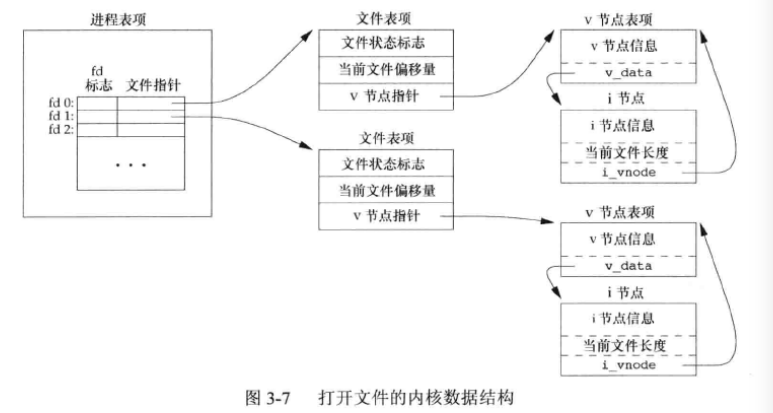 进程表项
fd
标志 文件指针
fd 0:
fd 1:
fd 2:
...
文件表项
文件状态标志
当前文件偏移量
v 节点指针
文件表项
文件状态标志
当前文件偏移量
v 节点指针
v 节点表项
v 节点信息
v_data
i 节点
i 节点信息
当前文件长度
i_vnode
v 节点表项
v 节点信息
v_data
i 节点
i 节点信息
当前文件长度
i_vnode
图 3-7 打开文件的内核数据结构